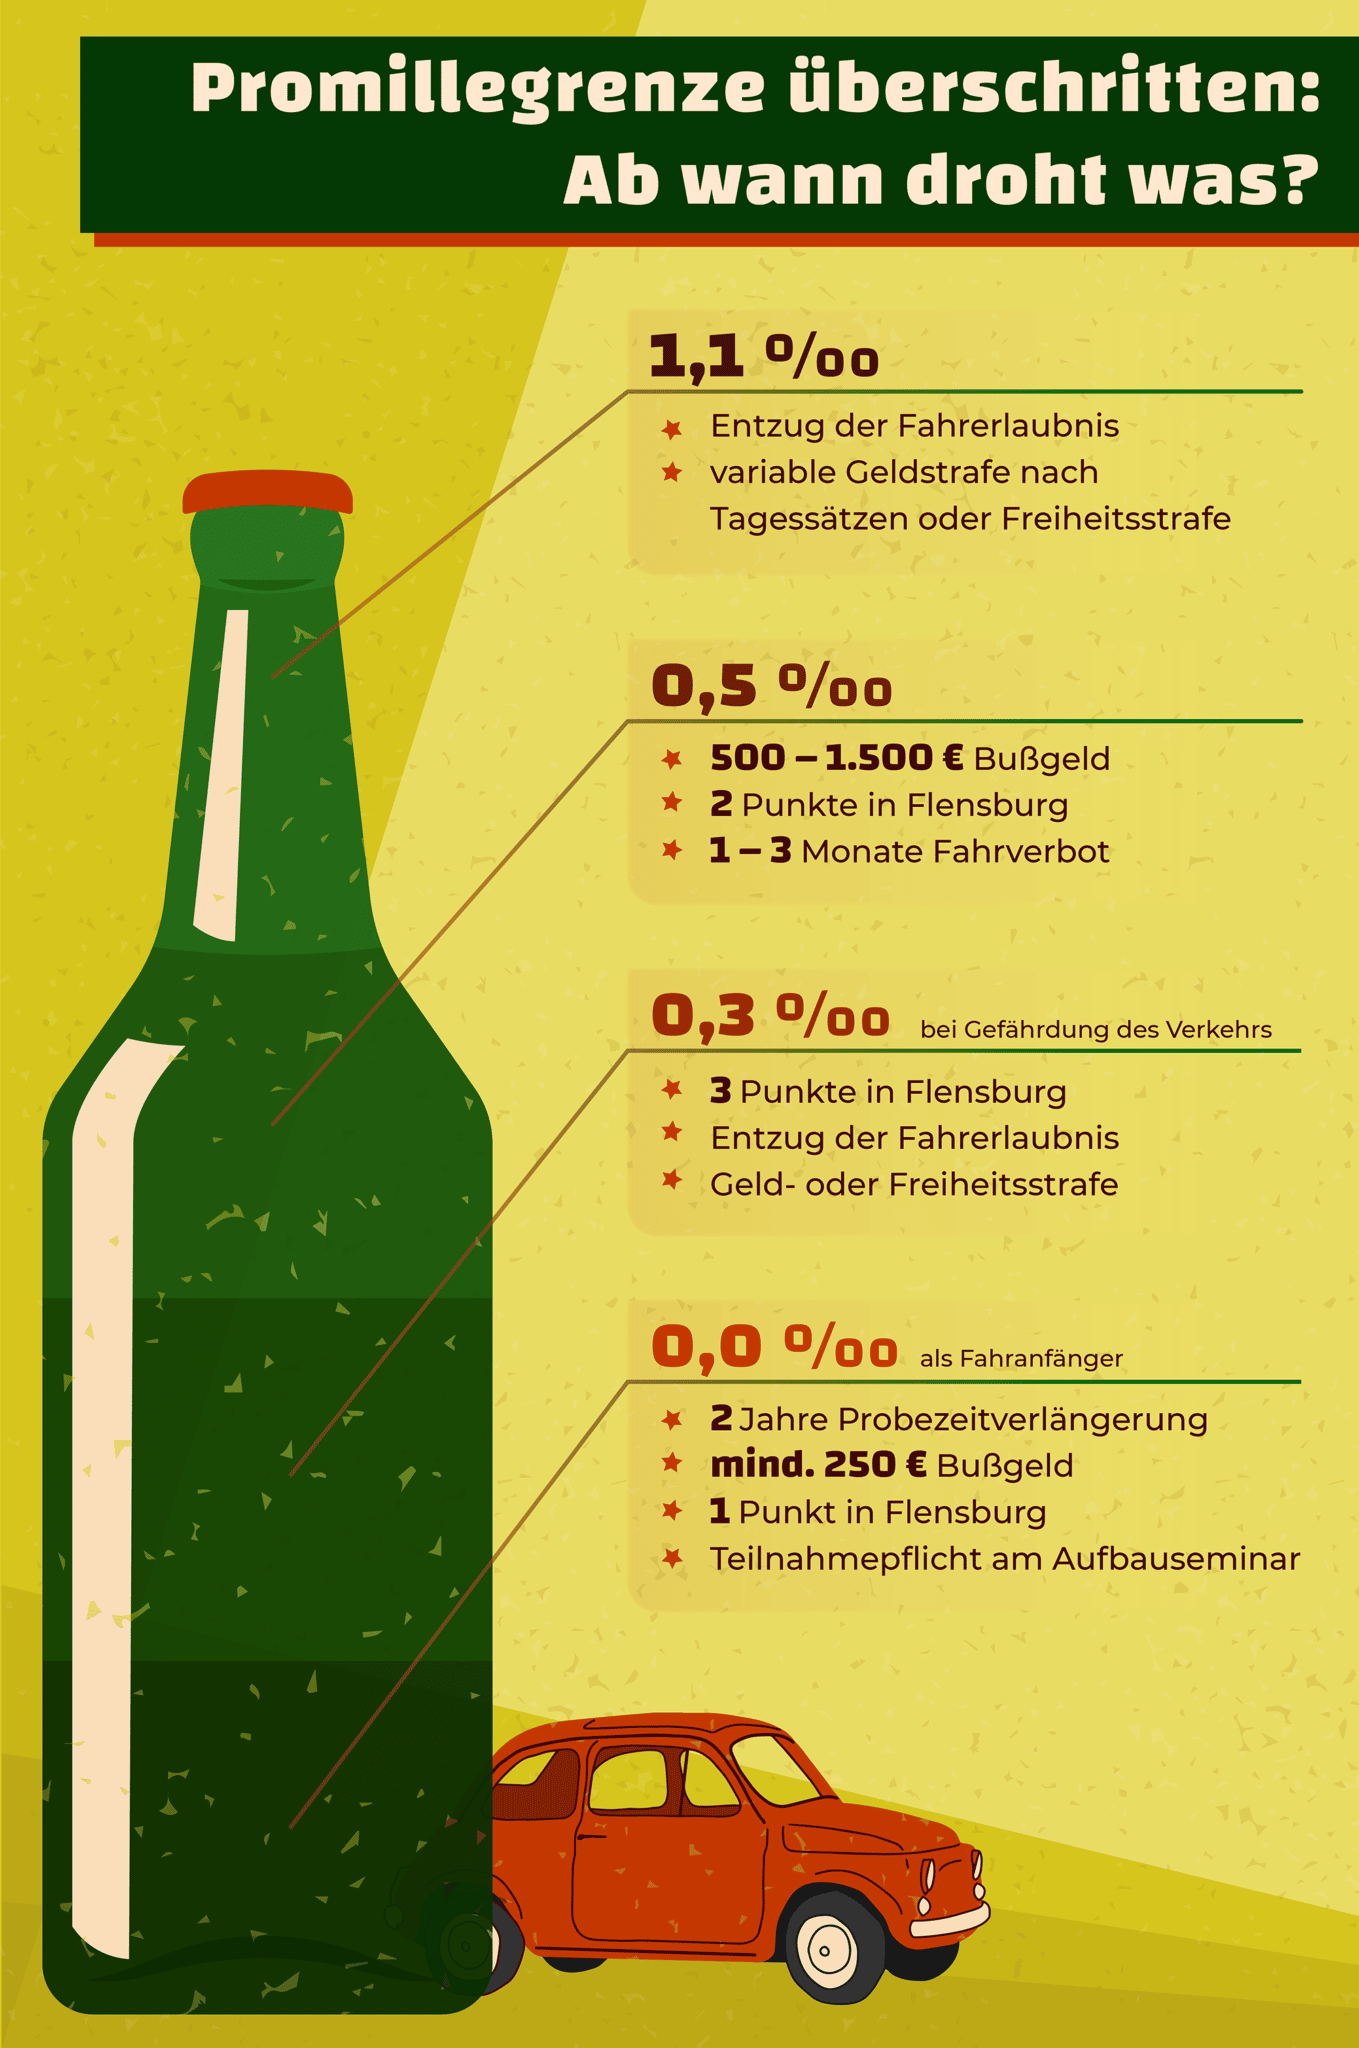 Promillegrenze überschritten:
Ab wann droht was?
1,1 ‰
Entzug der Fahrerlaubnis
variable Geldstrafe nach
Tagessätzen oder Freiheitsstrafe
0,5 ‰
500 – 1.500 € Bußgeld
2 Punkte in Flensburg
1 – 3 Monate Fahrverbot
0,3 ‰ bei Gefährdung des Verkehrs
3 Punkte in Flensburg
Entzug der Fahrerlaubnis
Geld- oder Freiheitsstrafe
0,0 ‰ als Fahranfänger
2 Jahre Probezeitverlängerung
mind. 250 € Bußgeld
1 Punkt in Flensburg
Teilnahmepflicht am Aufbauseminar